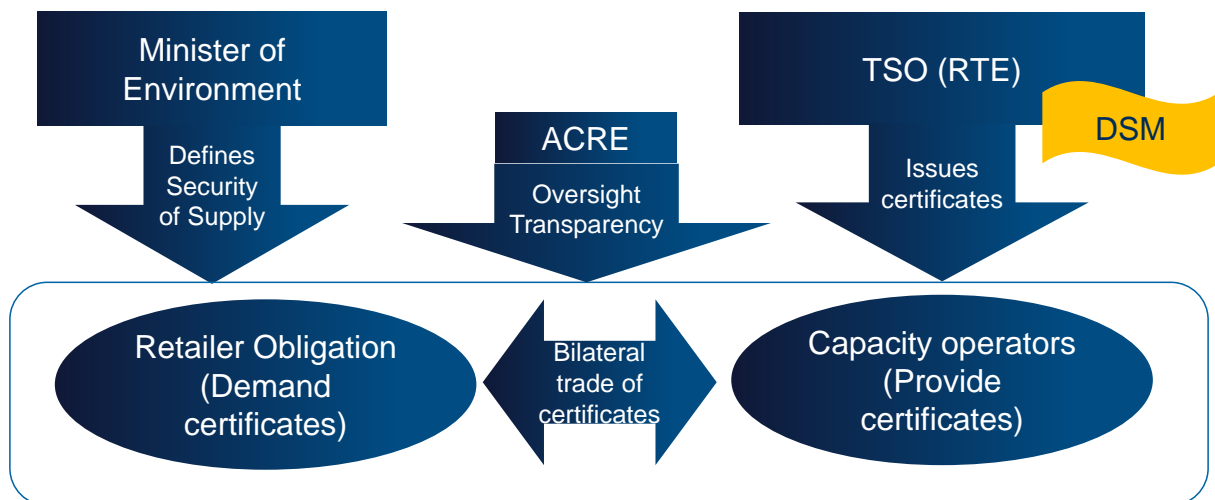 Minister of
Environment
Defines
Security
of Supply
ACRE
Oversight
Transparency
TSO (RTE)
DSM
Issues
certificates
Retailer Obligation
(Demand
certificates)
Bilateral
trade of
certificates
Capacity operators
(Provide
certificates)